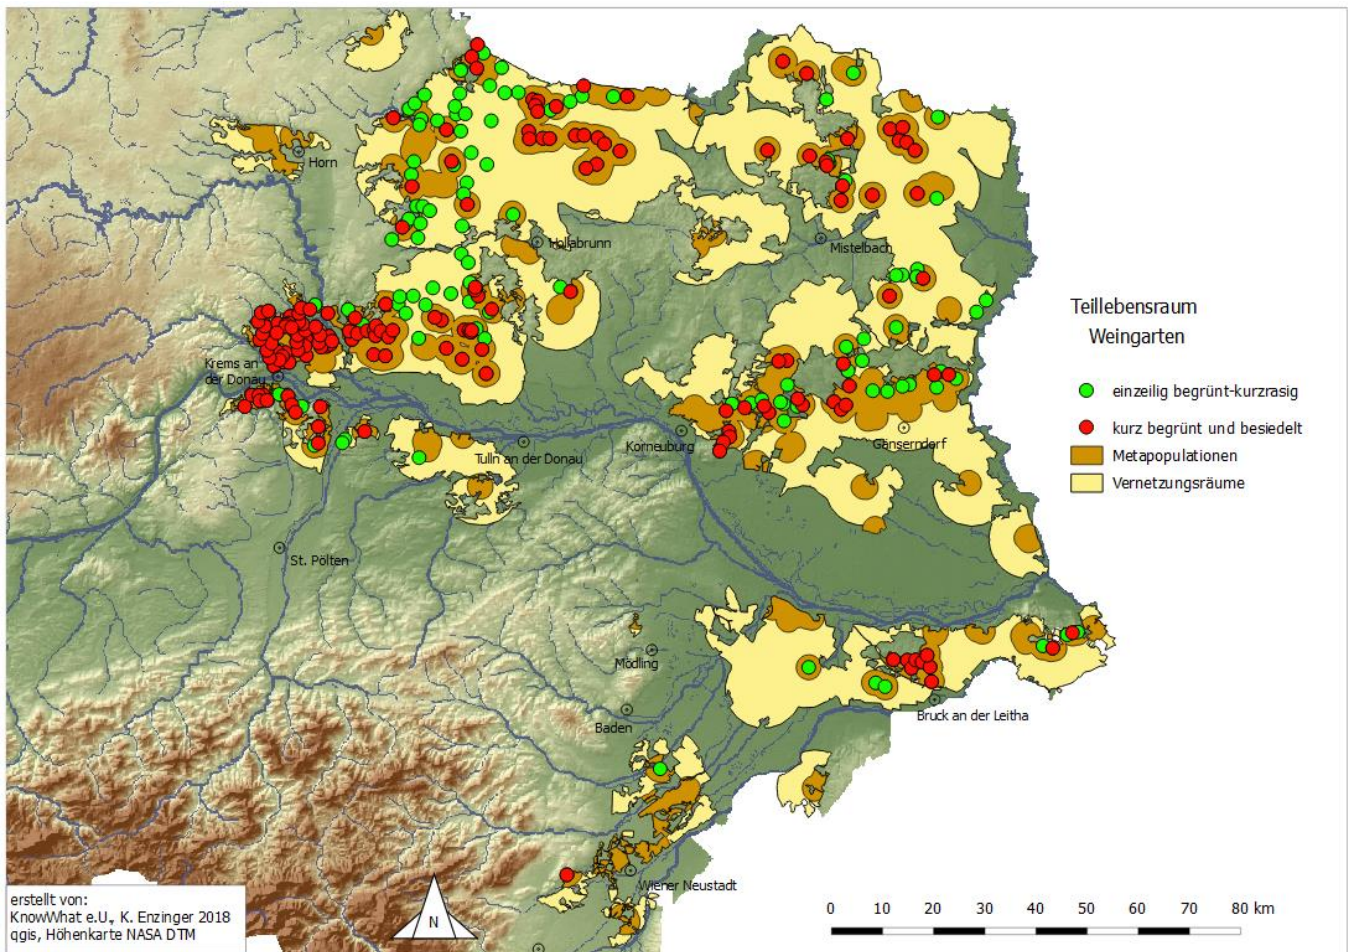 Horn
Hollabrunn
Mistelbach
Krems an
der Donau
Korneuburg
Gänserndorf
Tulln an der Donau
St. Pölten
Mödling
Baden
Bruck an der Leitha
Wiener Neustadt
Teillebensraum
Weingarten
einzeilig begrünt-kurzrasig
kurz begrünt und besiedelt
Metapopulationen
Vernetzungsräume
erstellt von:
KnowWhat e.U., K. Enzinger 2018
qgis, Höhenkarte NASA DTM
N
0 10 20 30 40 50 60 70 80 km